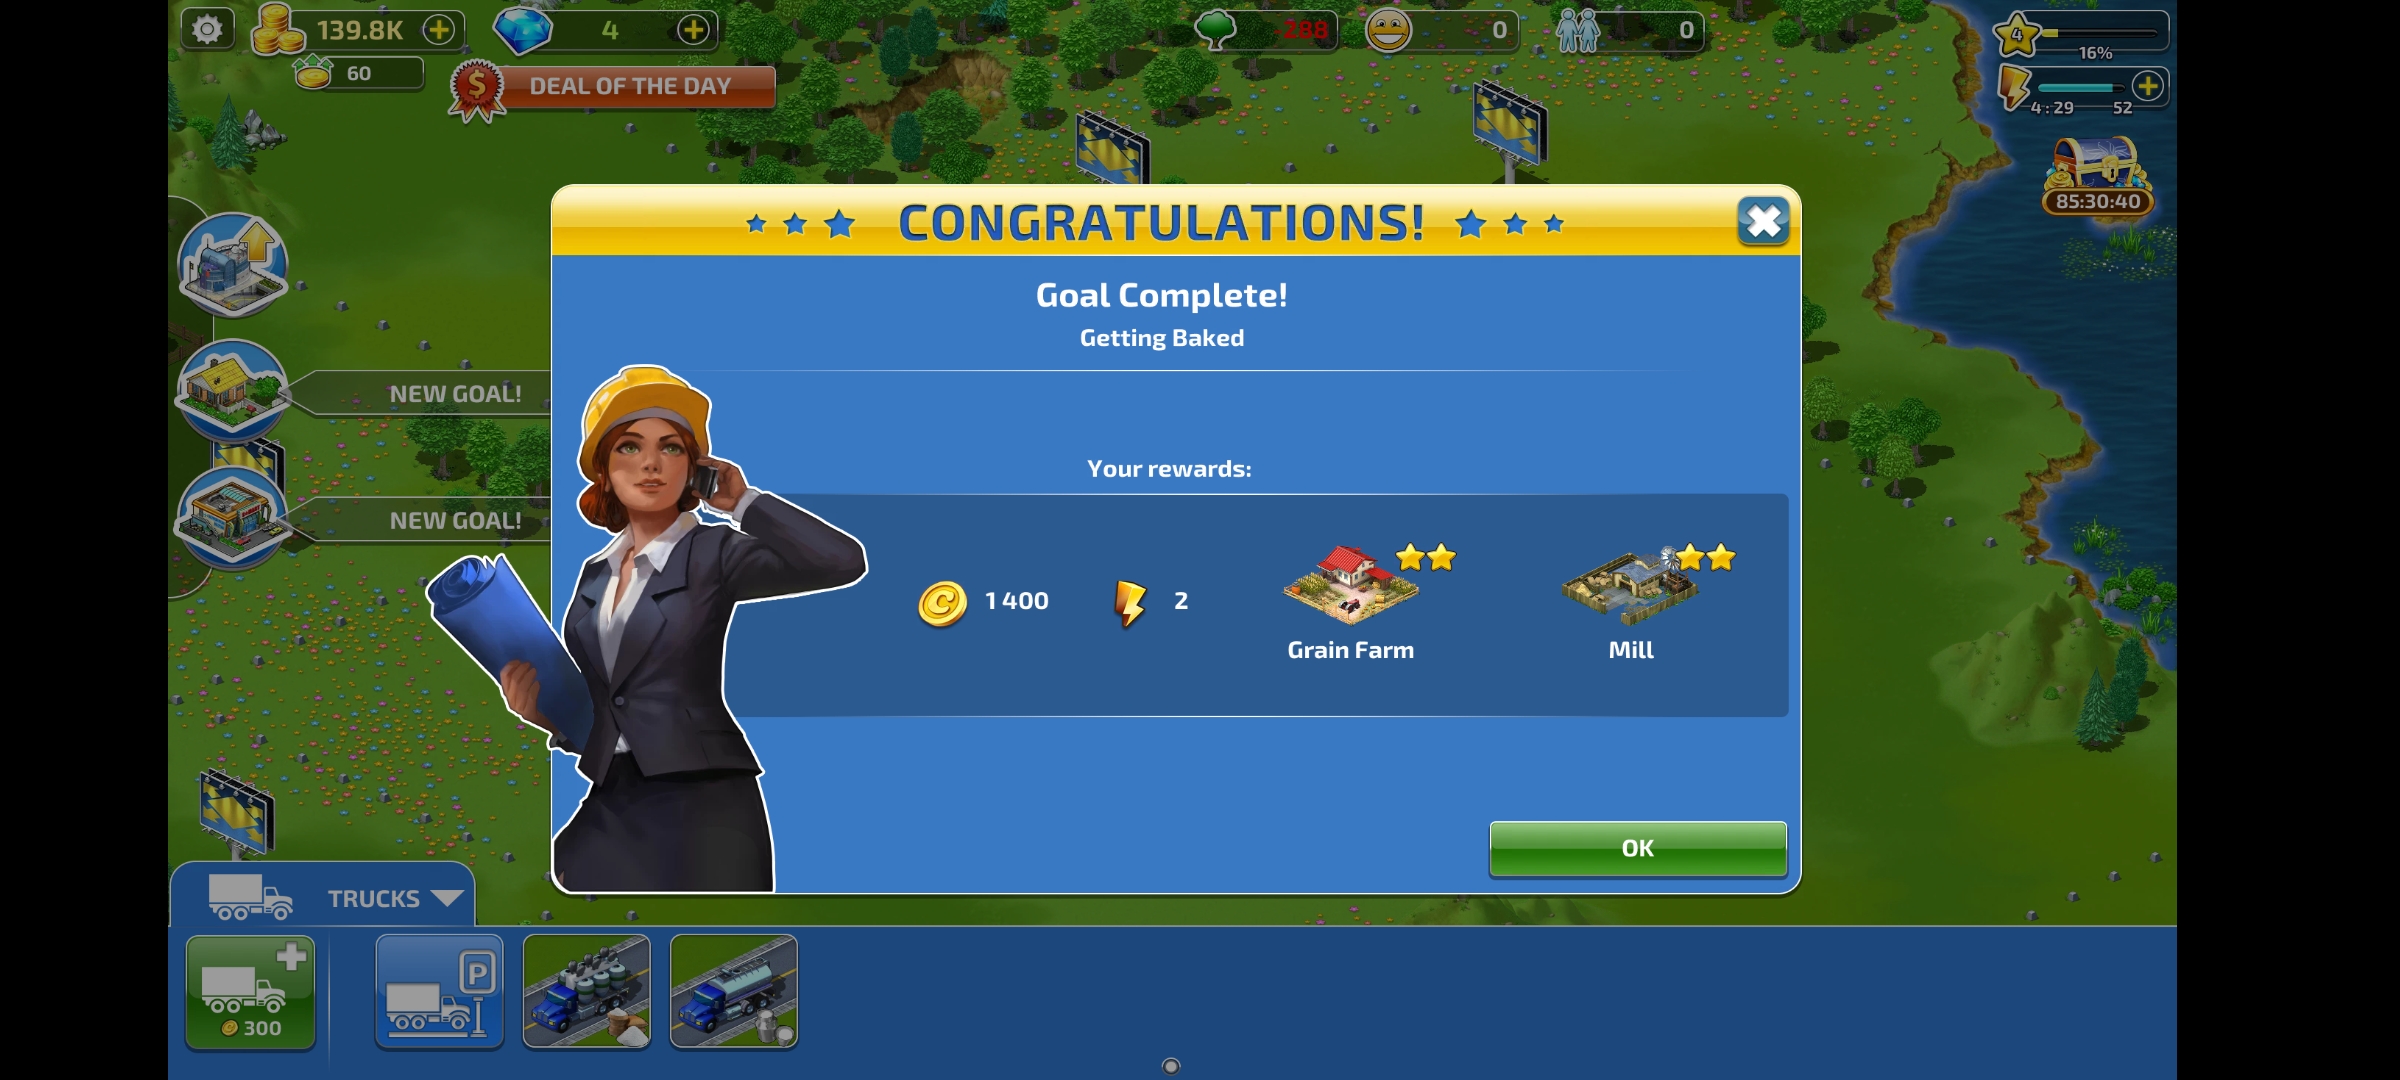 139.8K
4
-288
0
0
4
16%
60
DEAL OF THE DAY
4:29
52
85:30:40
CONGRATULATIONS!
Goal Complete!
Getting Baked
NEW GOAL!
Your rewards:
NEW GOAL!
1 400
2
Grain Farm
Mill
OK
TRUCKS
P
300